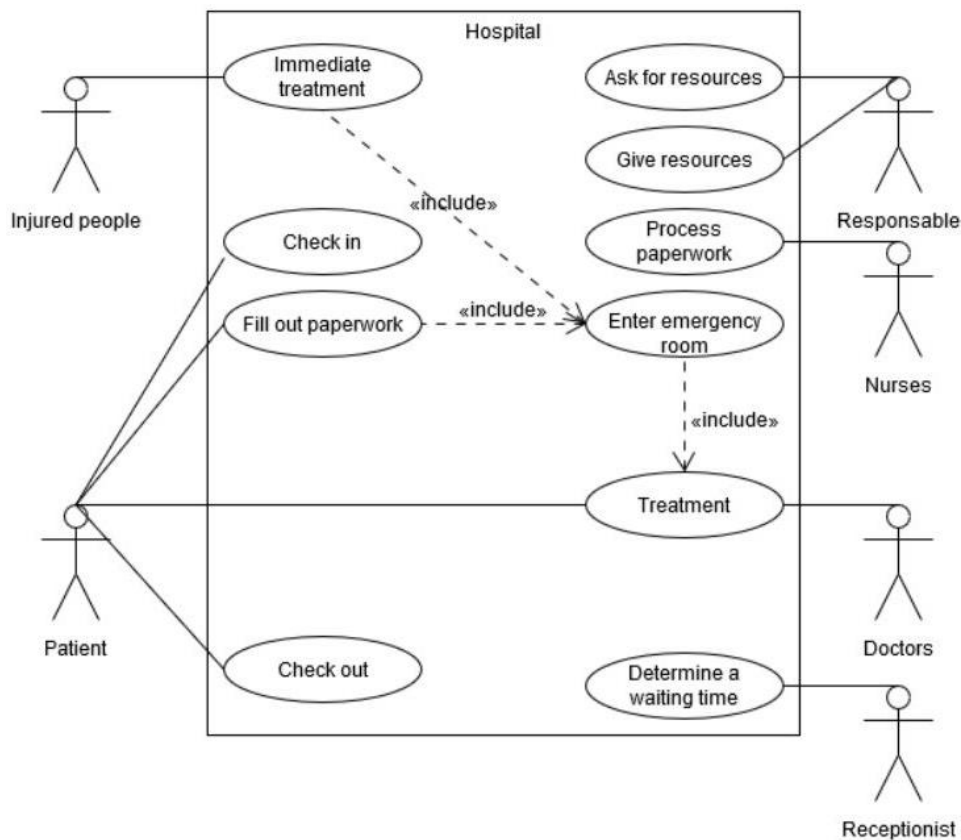 Hospital
Immediate
treatment
Ask for resources
Give resources
Injured people
«include»
Responsable
Check in
Process
paperwork
Fill out paperwork
«include»
Enter emergency
room
Nurses
«include»
Treatment
Patient
Doctors
Check out
Determine a
waiting time
Receptionist